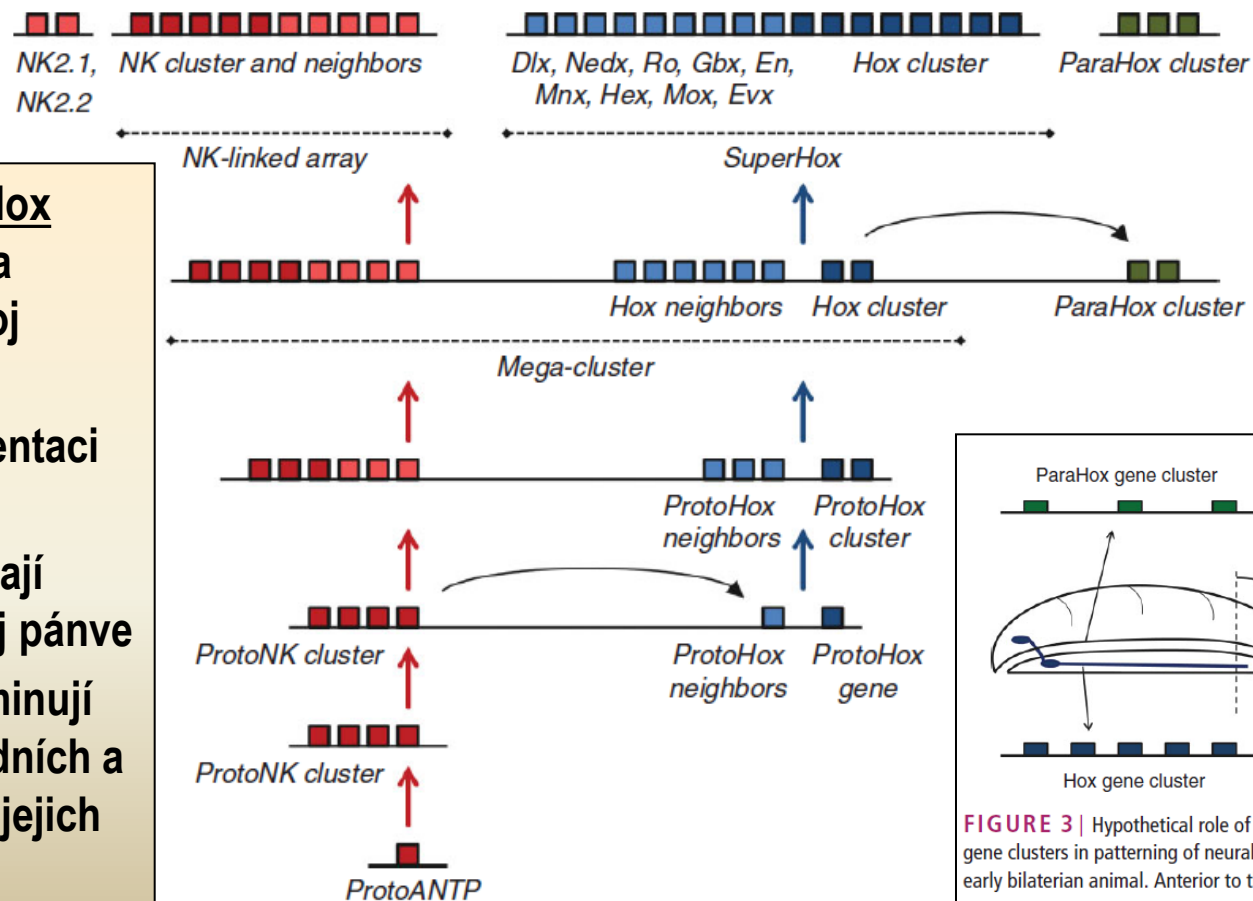 NK2.1,
NK2.2
NK cluster and neighbors
Dlx, Nedx, Ro, Gbx, En,
Mnx, Hex, Mox, Evx
Hox cluster
ParaHox cluster
NK-linked array
SuperHox
Hox neighbors
Hox cluster
ParaHox cluster
Mega-cluster
ProtoHox
neighbors
ProtoHox
cluster
ProtoNK cluster
ProtoHox
neighbors
ProtoHox
gene
ProtoNK cluster
ProtoANTP
a
oj
entaci
ají
j pánve
ninují
dních a
jejich
ParaHox gene cluster
Hox gene cluster
FIGURE 3 | Hypothetical role of
gene clusters in patterning of neural
early bilaterian animal. Anterior to t